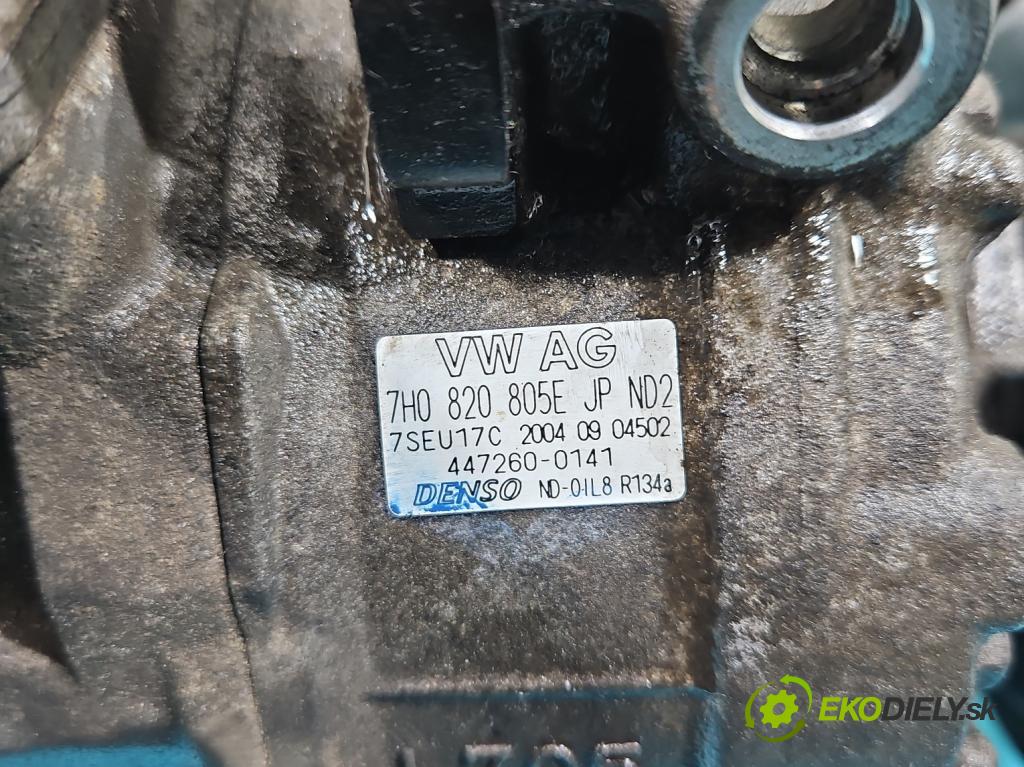 VW AG
7H0 820 805E JP ND2
7SEU17C 2004 09 04502
447260-0141
DENSO ND-OIL8 R134a
EKODIELY.sk